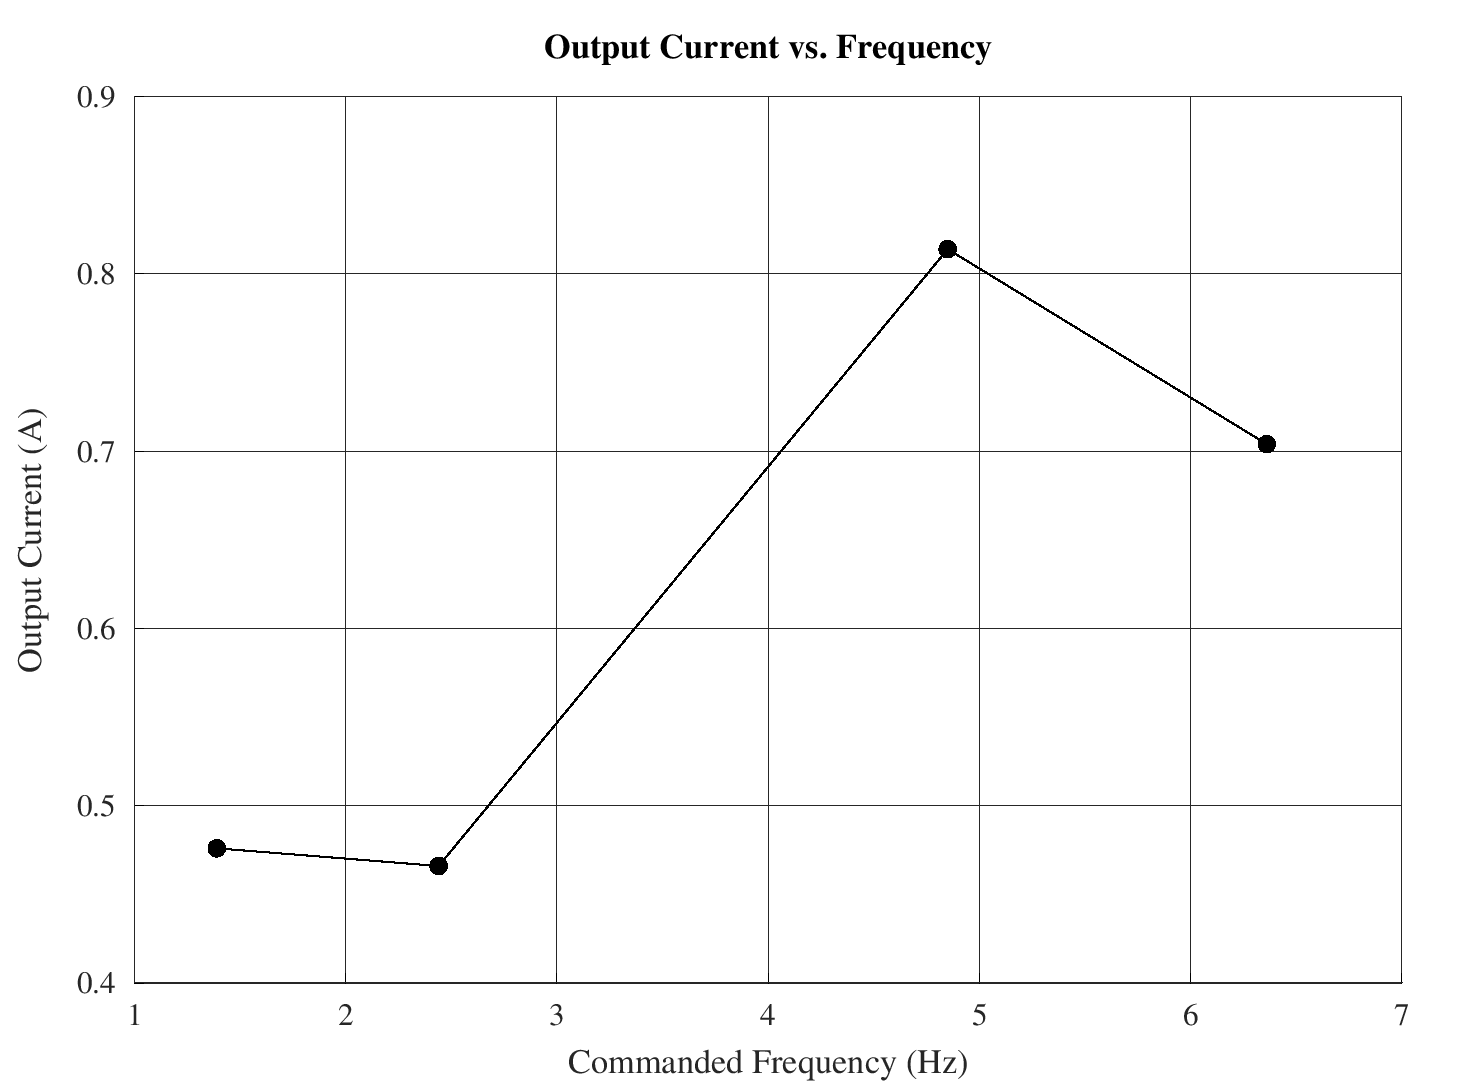 Output Current vs. Frequency
0.9
0.8
0.7
0.6
0.5
0.4
Output Current (A)
1 2 3 4 5 6 7
Commanded Frequency (Hz)